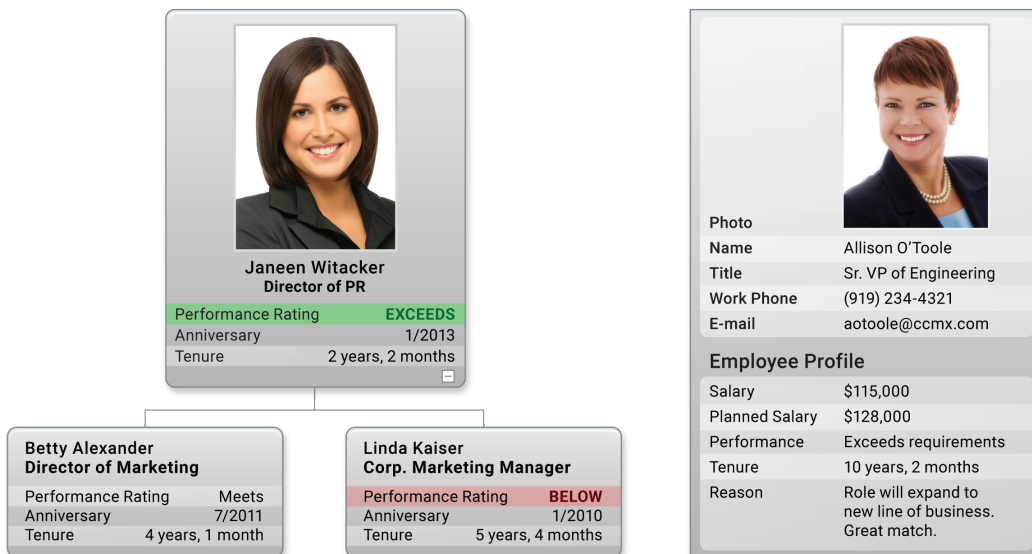 Janeen Witacker
Director of PR
Performance Rating EXCEEDS
Anniversary 1/2013
Tenure 2 years, 2 months
Betty Alexander
Director of Marketing
Performance Rating Meets
Anniversary 7/2011
Tenure 4 years, 1 month
Linda Kaiser
Corp. Marketing Manager
Performance Rating BELOW
Anniversary 1/2010
Tenure 5 years, 4 months
Photo
Name Allison O'Toole
Title Sr. VP of Engineering
Work Phone (919) 234-4321
E-mail aotoole@ccmx.com
Employee Profile
Salary $115,000
Planned Salary $128,000
Performance Exceeds requirements
Tenure 10 years, 2 months
Reason Role will expand to
new line of business.
Great match.